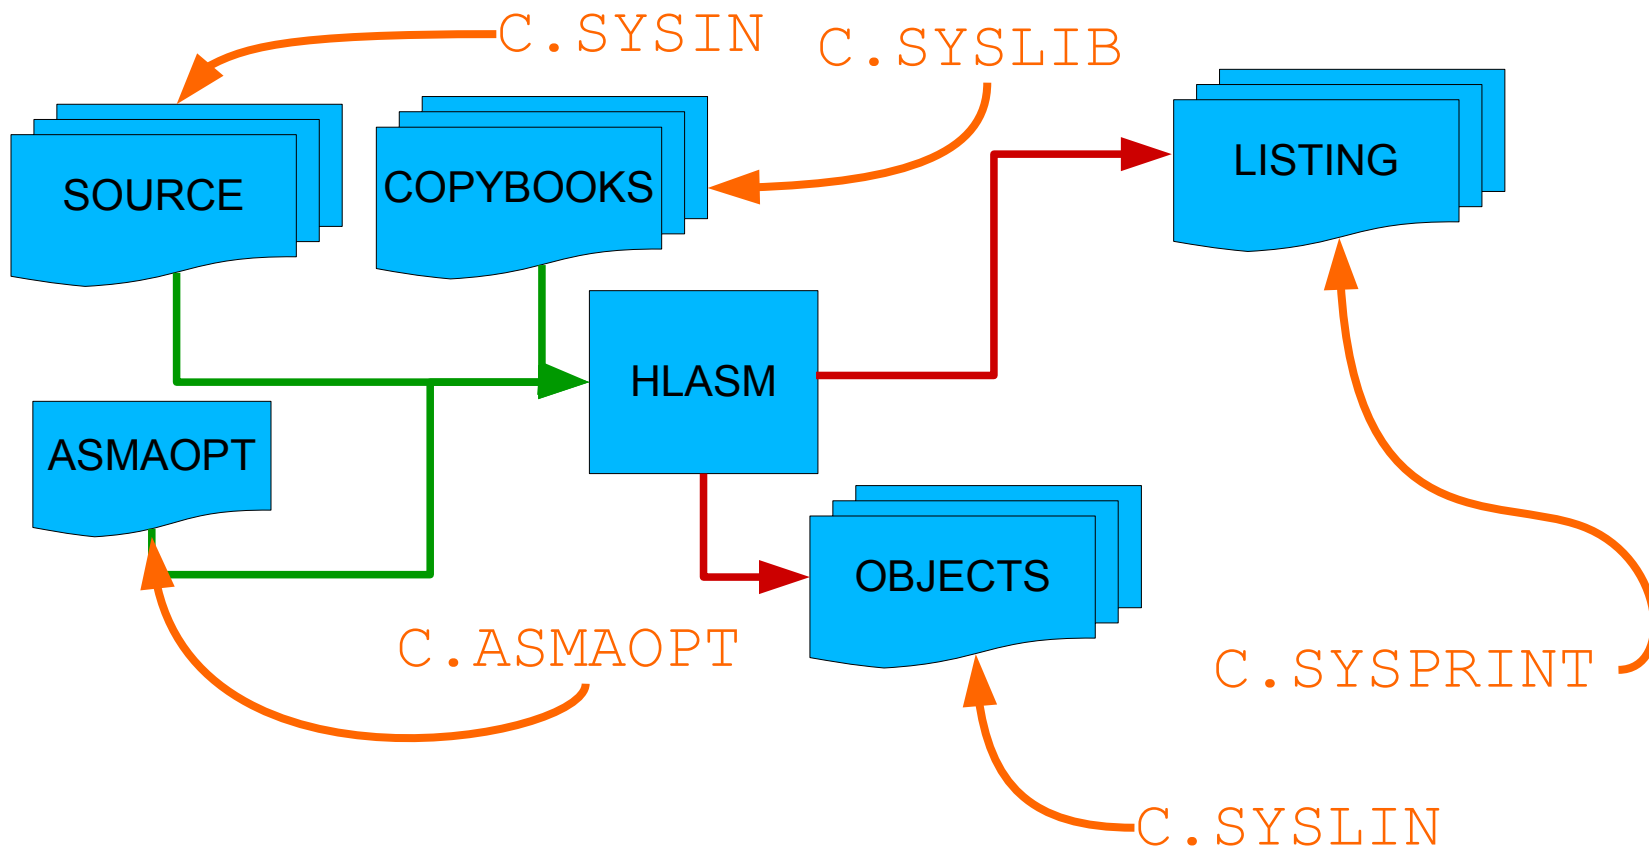 C.SYSIN
C.SYSLIB
SOURCE
COPYBOOKS
LISTING
HLASM
ASMAOPT
OBJECTS
C.ASMAOPT
C.SYSPRINT
C.SYSLIN